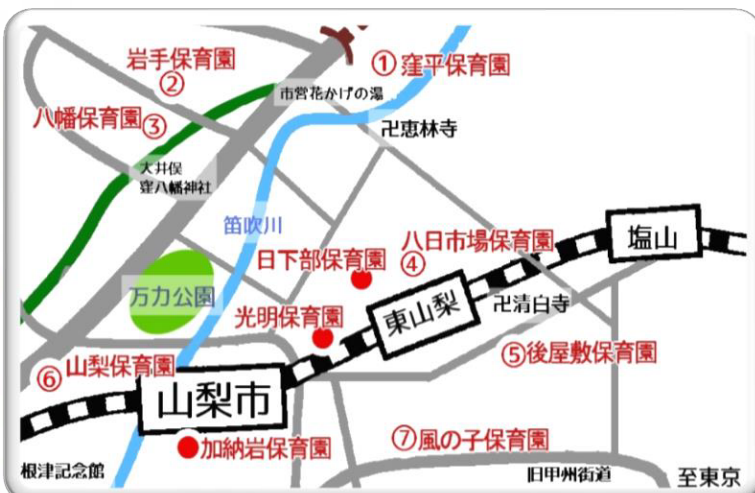 岩手保育園
②
①窪平保育園
市営花かげの湯
八幡保育園③
卍恵林寺
大井俣
窪八幡神社
笛吹川
八日市場保育園
④
塩山
日下部保育園
万力公園
東山梨
卍清白寺
光明保育園
⑤後屋敷保育園
⑥山梨保育園
山梨市
加納岩保育園
⑦風の子保育園
根津記念館
旧甲州街道
至東京